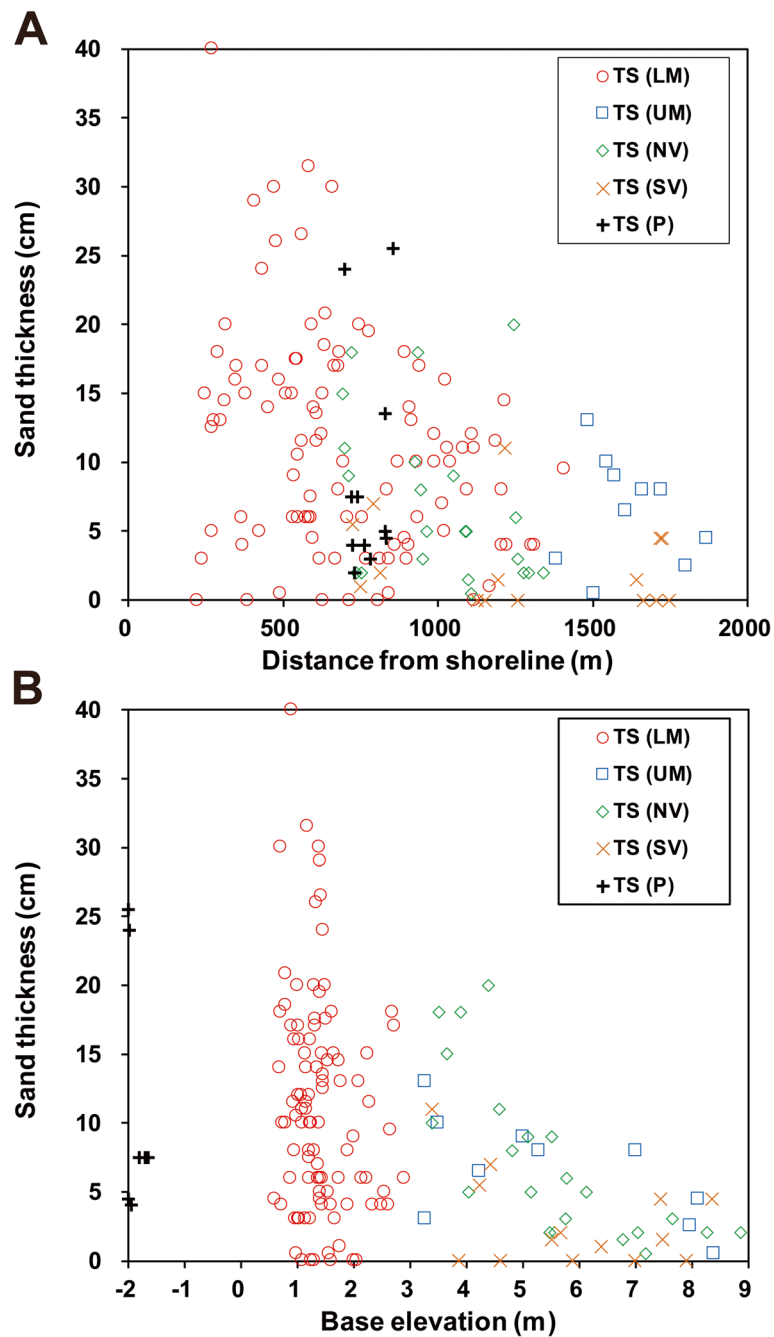 A
40
35
30
25
20
15
10
5
0
Sand thickness (cm)
TS (LM)
TS (UM)
TS (NV)
TS (SV)
TS (P)
0 500 1000 1500 2000
Distance from shoreline (m)
B
40
35
30
25
20
15
10
5
0
Sand thickness (cm)
TS (LM)
TS (UM)
TS (NV)
TS (SV)
TS (P)
-2 -1 0 1 2 3 4 5 6 7 8 9
Base elevation (m)